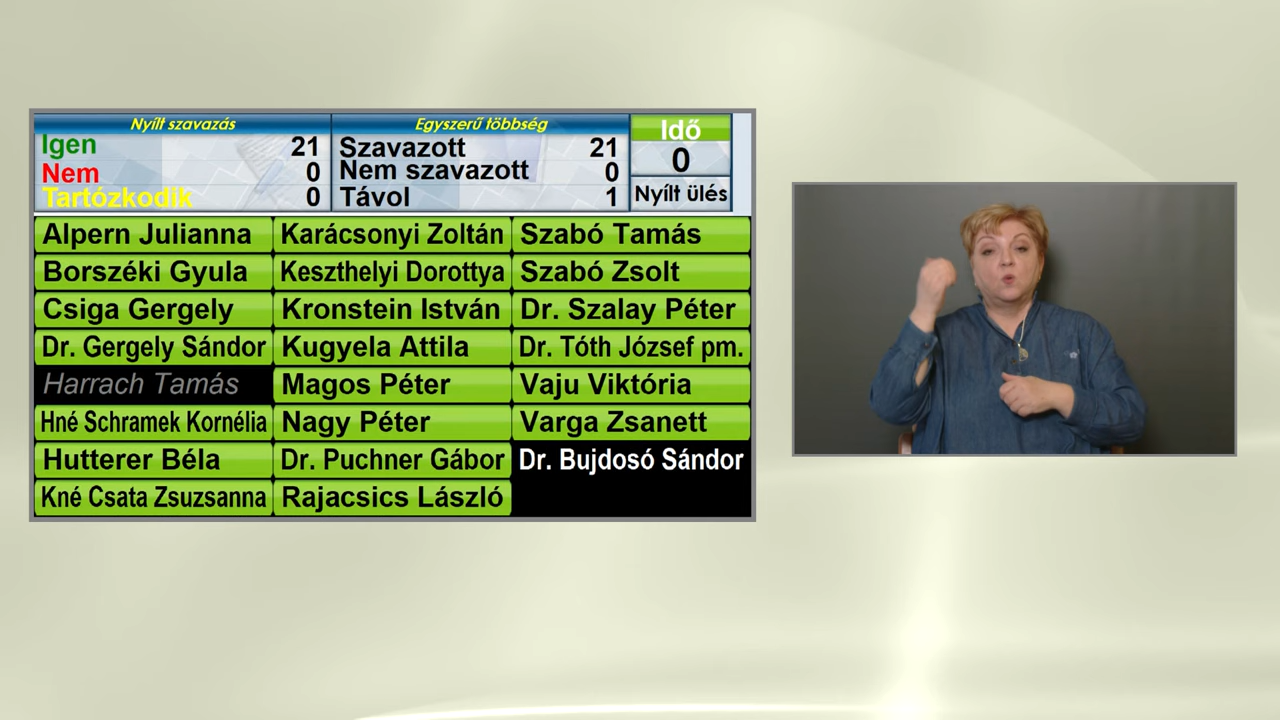 Nyílt szavazás
Igen 21
Nem 0
Tartózkodik 0
Egyszerű többség
Szavazott 21
Nem szavazott 0
Távol 1
Idő
0
Nyílt ülés
Alpern Julianna
Borszéki Gyula
Csiga Gergely
Dr. Gergely Sándor
Harrach Tamás
Hné Schramek Kornélia
Hutterer Béla
Kné Csata Zsuzsanna
Karácsonyi Zoltán
Keszthelyi Dorottya
Kronstein István
Kugyela Attila
Magos Péter
Nagy Péter
Dr. Puchner Gábor
Rajacsics László
Szabó Tamás
Szabó Zsolt
Dr. Szalay Péter
Dr. Tóth József pm.
Vaju Viktória
Varga Zsanett
Dr. Bujdosó Sándor